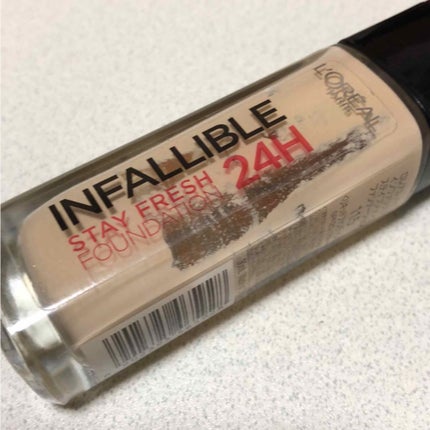 L'ORÉAL
PARIS
INFALLIBLE
24H
STAY FRESH
FOUNDATION